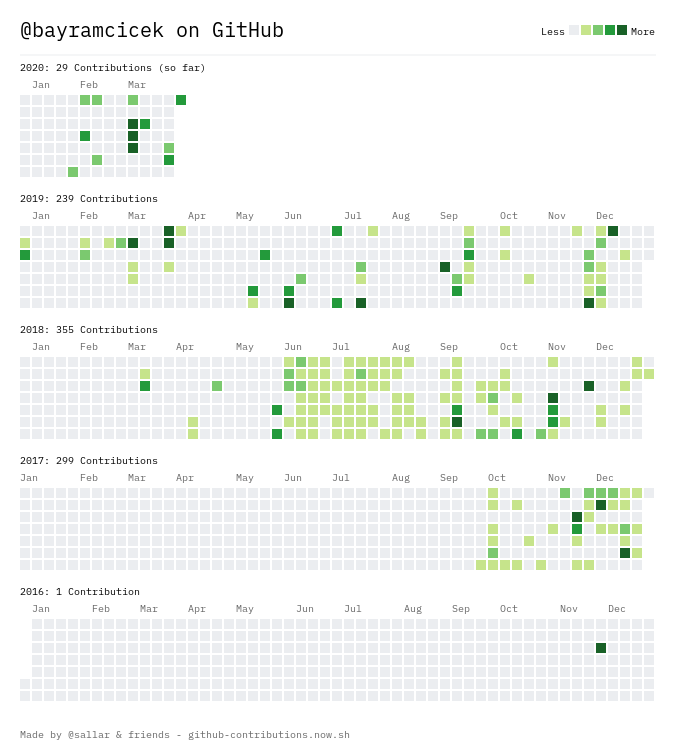 @bayramcicek on GitHub
Less More
2020: 29 Contributions (so far)
Jan Feb Mar
2019: 239 Contributions
Jan Feb Mar Apr May Jun Jul Aug Sep Oct Nov Dec
2018: 355 Contributions
Jan Feb Mar Apr May Jun Jul Aug Sep Oct Nov Dec
2017: 299 Contributions
Jan Feb Mar Apr May Jun Jul Aug Sep Oct Nov Dec
2016: 1 Contribution
Jan Feb Mar Apr May Jun Jul Aug Sep Oct Nov Dec
Made by @sallar & friends - github-contributions.now.sh